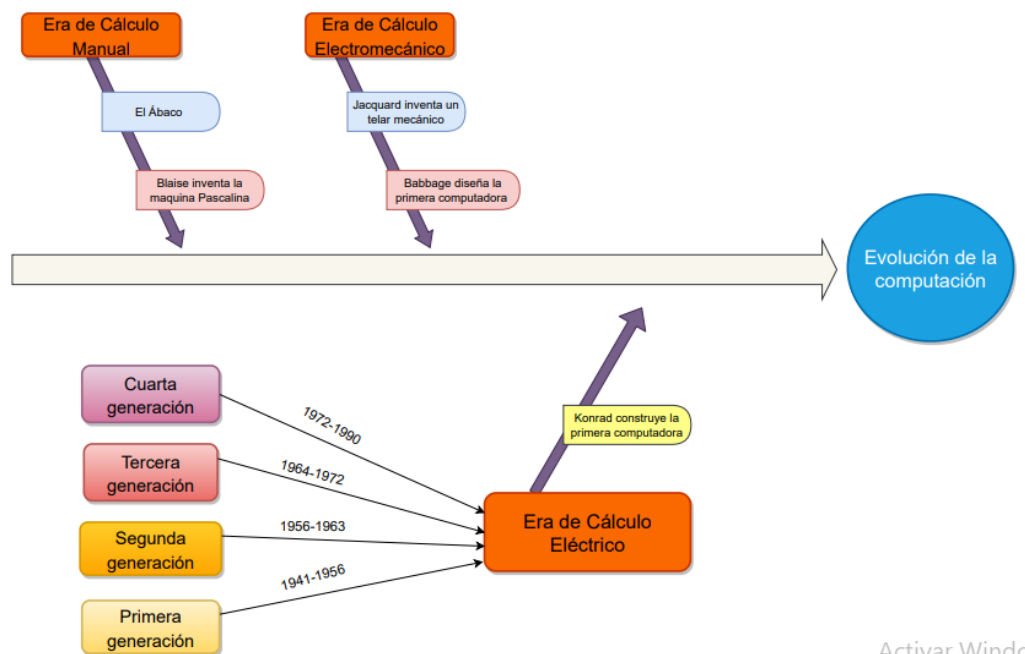 Era de Cálculo
Manual
Era de Cálculo
Electromecánico
El Ábaco
Jacquard inventa un
telar mecánico
Blaise inventa la
maquina Pascalina
Babbage diseña la
primera computadora
Evolución de la
computación
Cuarta
generación
1972-1990
Konrad construye la
primera computadora
Tercera
generación
1964-1972
Segunda
generación
1956-1963
Era de Cálculo
Eléctrico
Primera
generación
1941-1956
Activar Windo